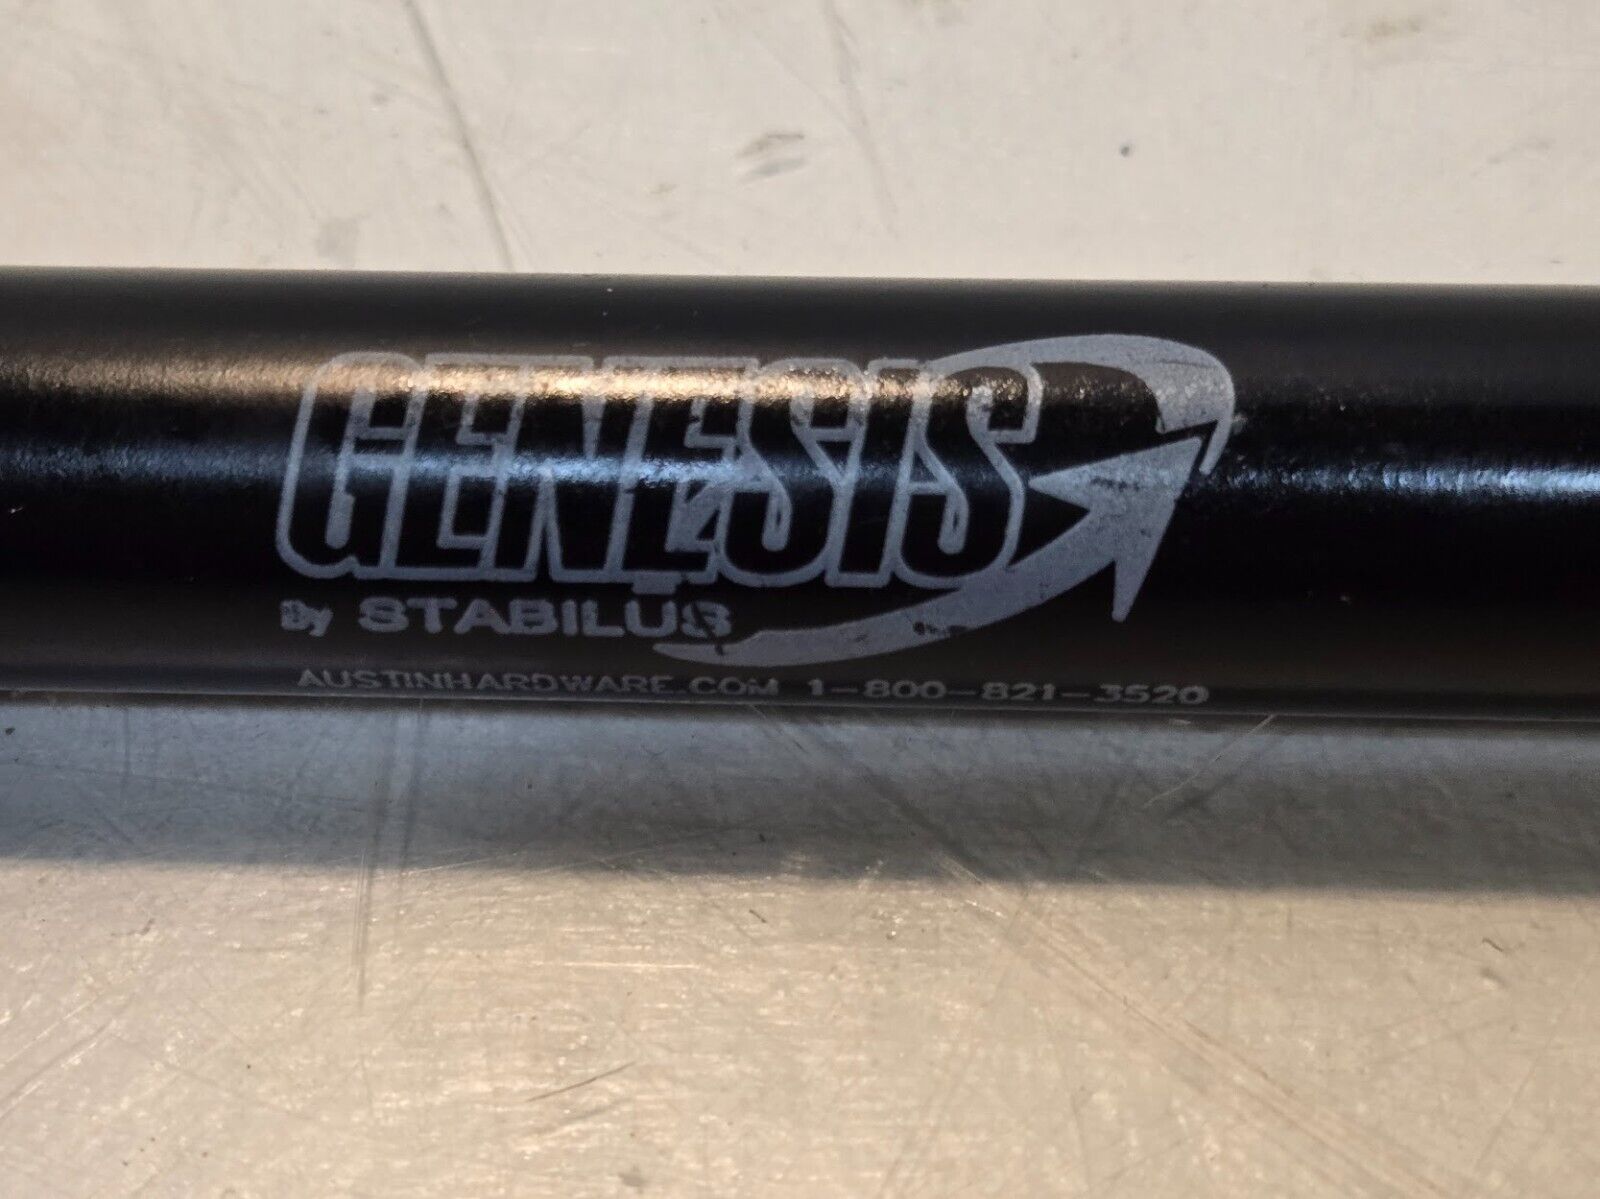 GENESIS
By STABILUS
AUSTINHARDWARE.COM 1-800-821-3520